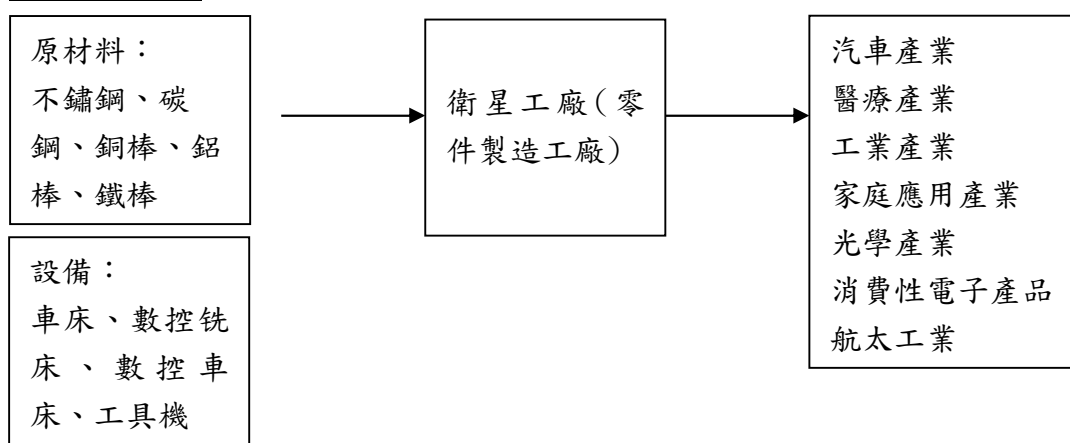 原材料：
不鏽鋼、碳
鋼、銅棒、鋁
棒、鐵棒
設備：
車床、數控铣
床、數控車
床、工具機
衛星工廠(零
件製造工廠)
汽車產業
醫療產業
工業產業
家庭應用產業
光學產業
消費性電子產品
航太工業